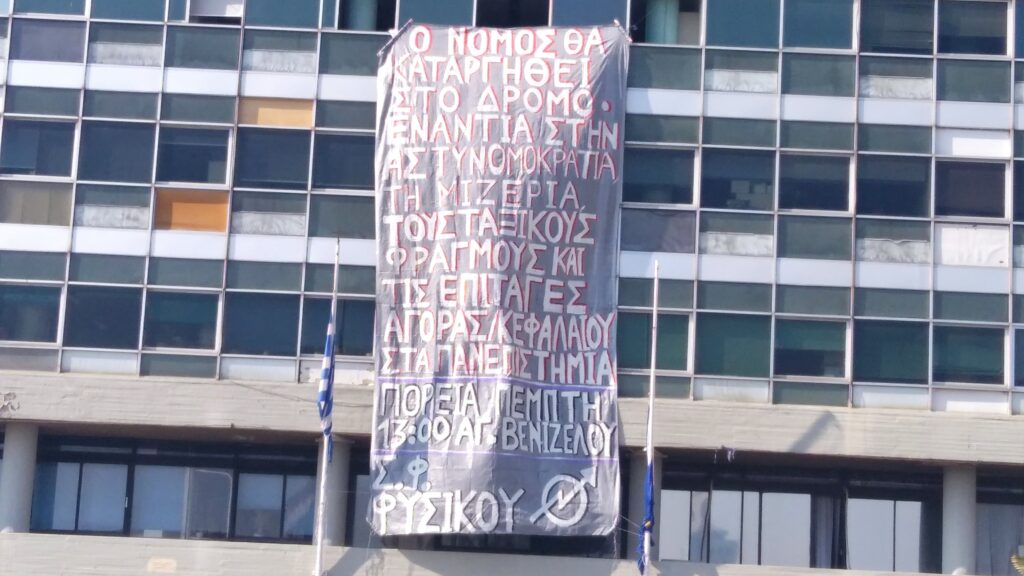 Ο ΝΟΜΟΣ ΘΑ
ΚΑΤΑΡΓΗΘΕΙ
ΣΤΟ ΔΡΟΜΟ.
ΕΝΑΝΤΙΑ ΣΤΗΝ
ΑΣΤΥΝΟΜΟΚΡΑΤΙΑ
ΤΗ ΜΙΖΕΡΙΑ
ΤΟΥΣ ΤΑΞΙΚΟΥΣ
ΦΡΑΓΜΟΥΣ ΚΑΙ
ΤΙΣ ΕΠΙΤΑΓΕΣ
ΑΓΟΡΑΣ/ΚΕΦΑΛΑΙΟΥ
ΣΤΑ ΠΑΝΕΠΙΣΤΗΜΙΑ
ΠΟΡΕΙΑ ΠΕΜΠΤΗ
13:00 ΑΓ. ΒΕΝΙΖΕΛΟΥ
Σ.Φ.
ΦΥΣΙΚΟΥ